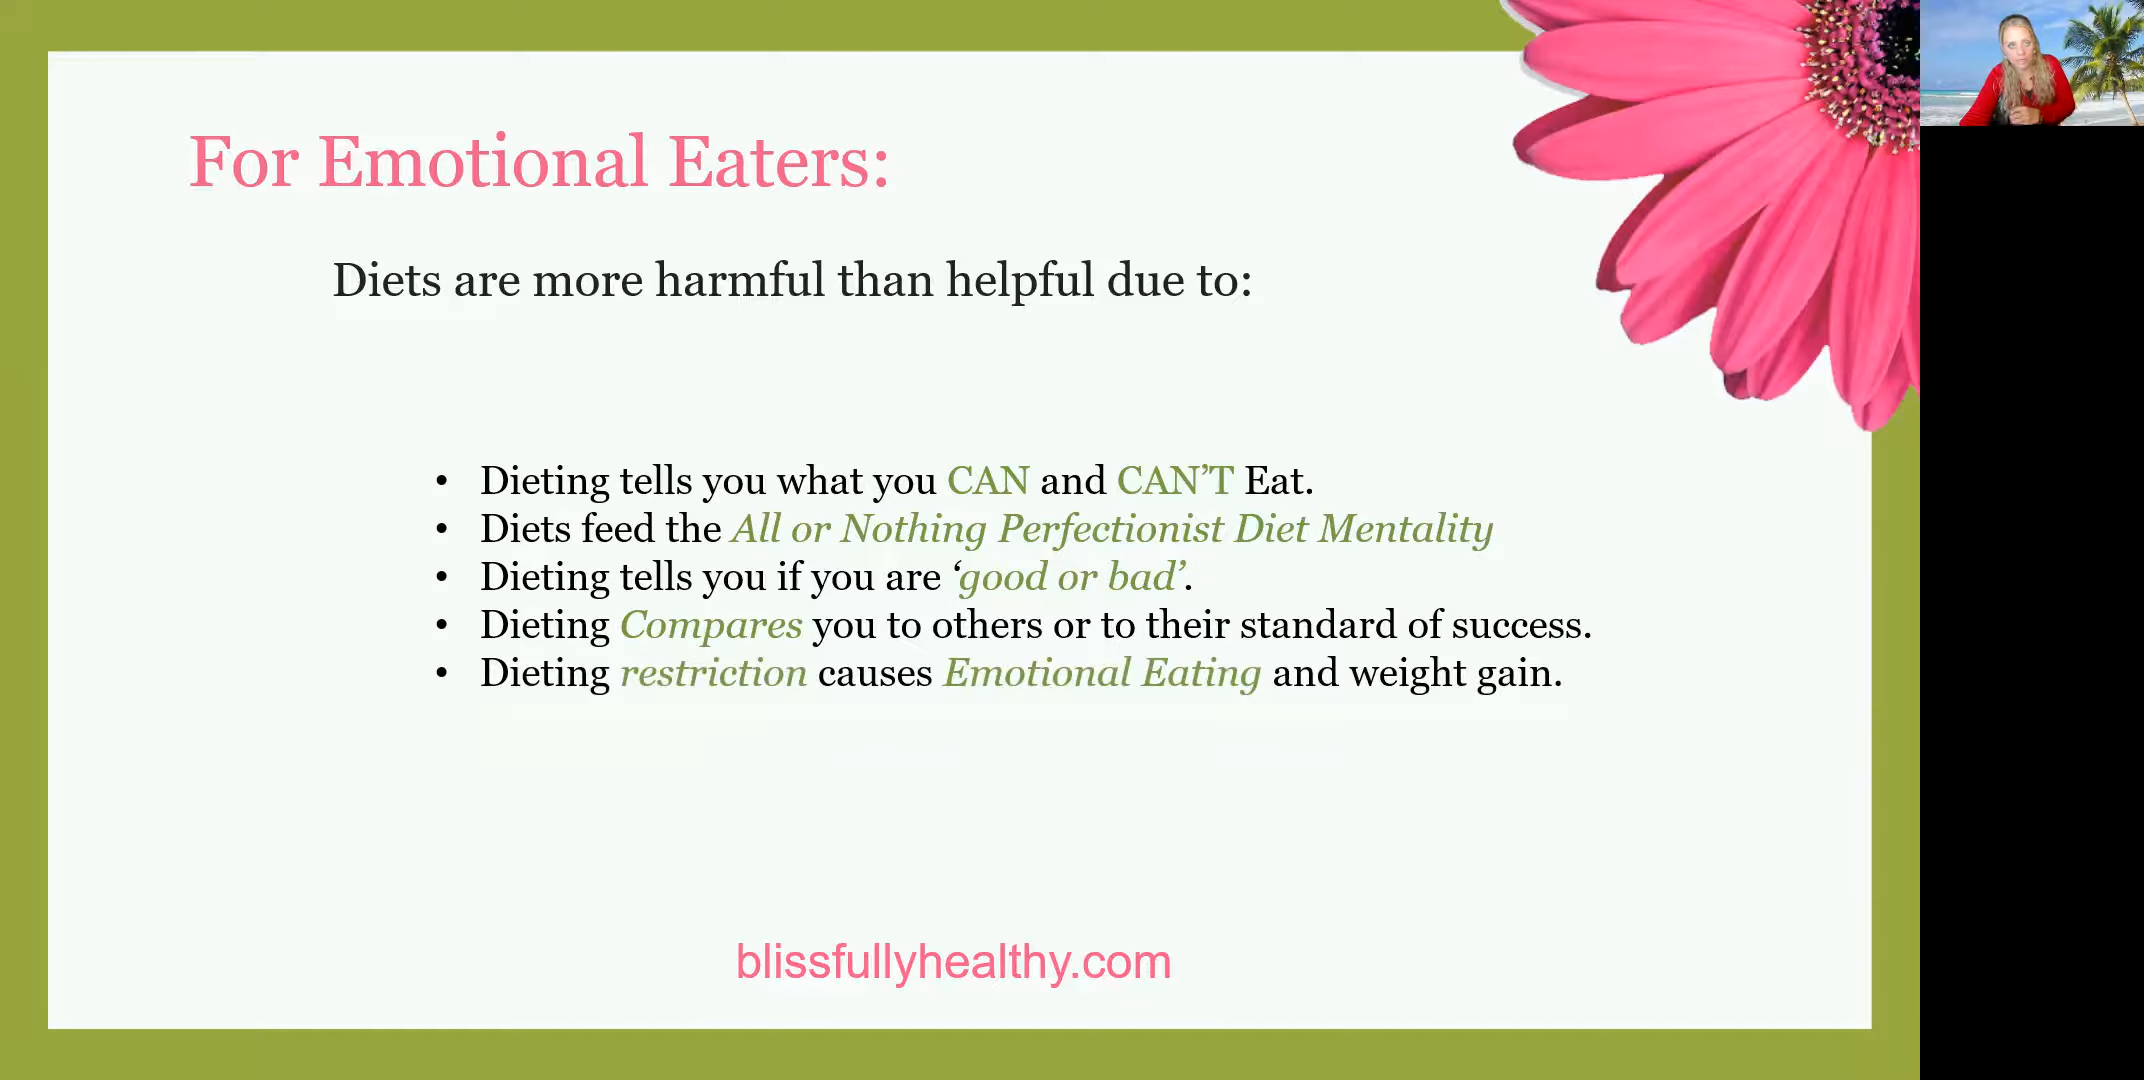 For Emotional Eaters:
Diets are more harmful than helpful due to:
• Dieting tells you what you CAN and CAN’T Eat.
• Diets feed the All or Nothing Perfectionist Diet Mentality
• Dieting tells you if you are ‘good or bad’.
• Dieting Compares you to others or to their standard of success.
• Dieting restriction causes Emotional Eating and weight gain.
blissfullyhealthy.com